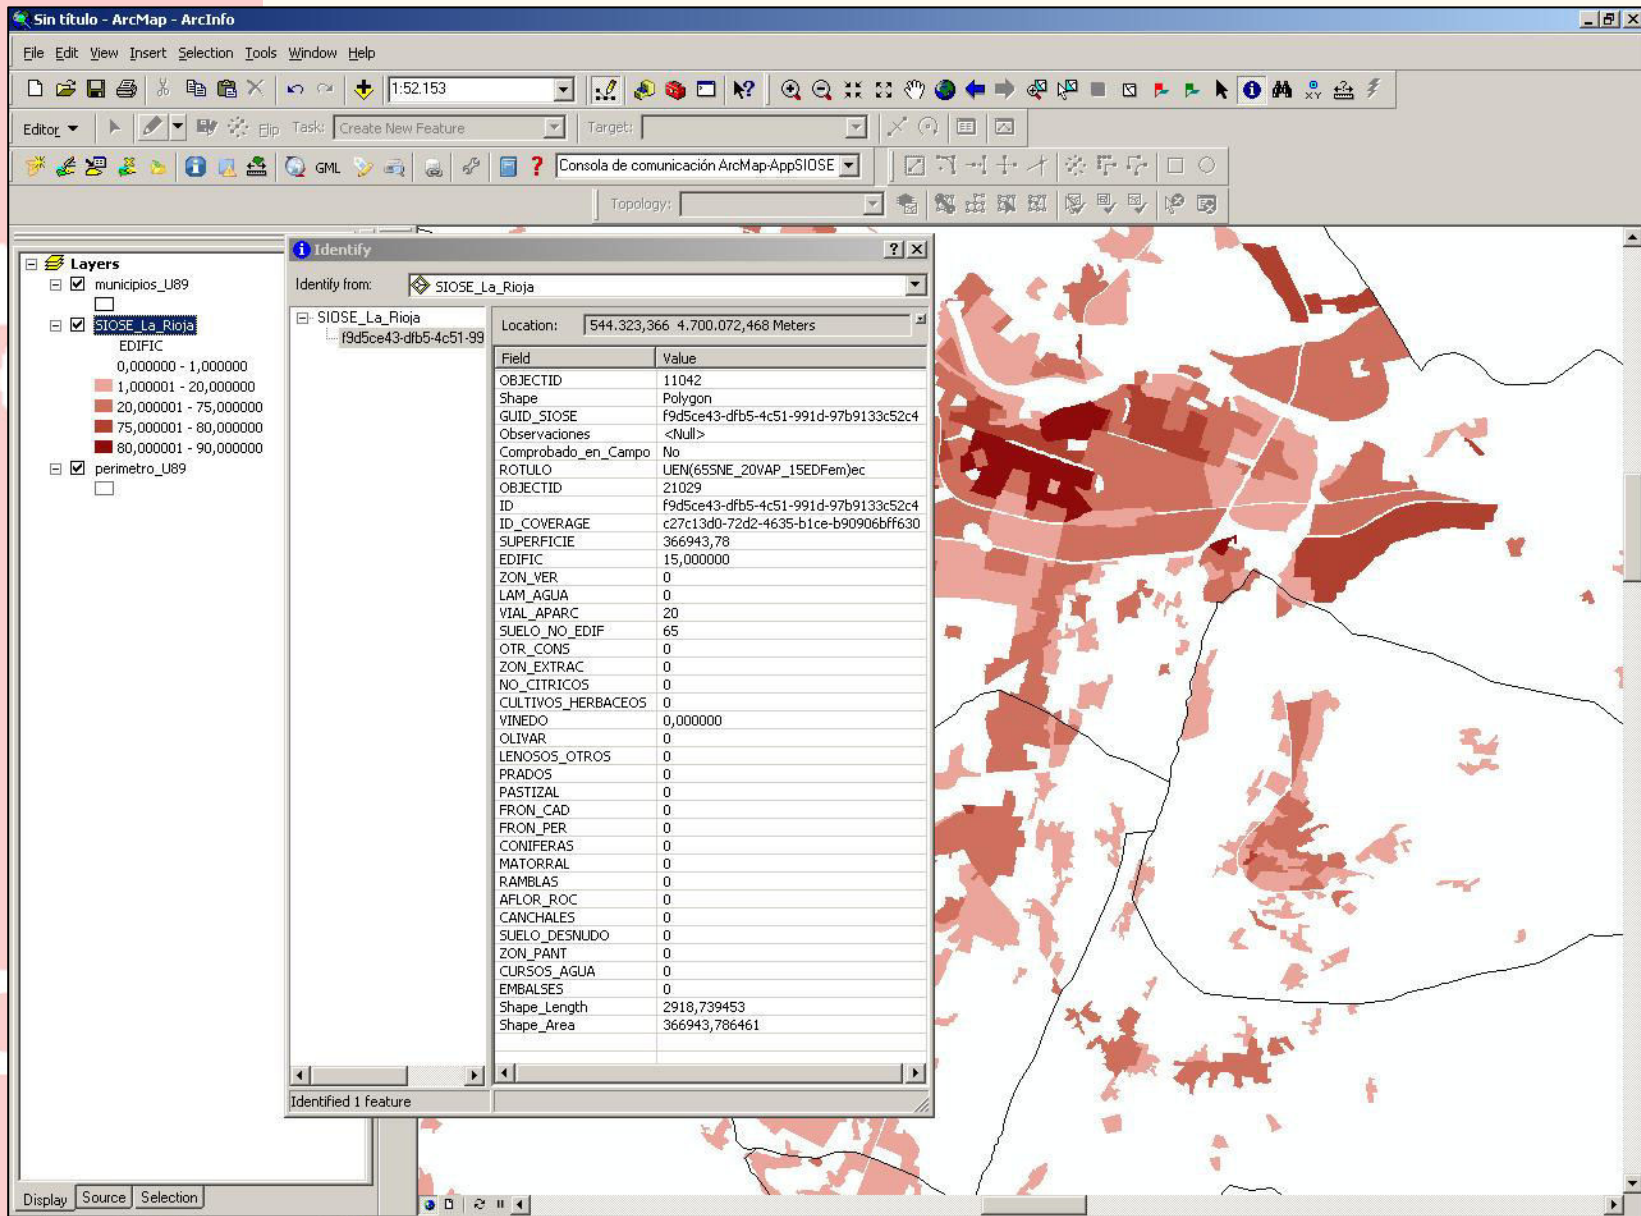 Sin título - ArcMap - ArcInfo
File Edit View Insert Selection Tools Window Help
1:52.153
XY
Editor Flip Task: Create New Feature Target:
GML Consola de comunicación ArcMap-AppSIOSE
Topology:
Layers
municipios_U89
SIOSE_La_Rioja
EDIFIC
0,000000 - 1,000000
1,000001 - 20,000000
20,000001 - 75,000000
75,000001 - 80,000000
80,000001 - 90,000000
perimetro_U89
Display Source Selection
Identify
Identify from: SIOSE_La_Rioja
SIOSE_La_Rioja
f9d5ce43-dfb5-4c51-99
Location: 544.323,366 4.700.072,468 Meters
Field Value
OBJECTID 11042
Shape Polygon
GUID_SIOSE f9d5ce43-dfb5-4c51-991d-97b9133c52c4
Observaciones <Null>
Comprobado_en_Campo No
ROTULO UEN(65SNE_20VAP_15EDFem)ec
OBJECTID 21029
ID f9d5ce43-dfb5-4c51-991d-97b9133c52c4
ID_COVERAGE c27c13d0-72d2-4635-b1ce-b90906bff630
SUPERFICIE 366943,78
EDIFIC 15,000000
ZON_VER 0
LAM_AGUA 0
VIAL_APARC 20
SUELO_NO_EDIF 65
OTR_CONS 0
ZON_EXTRAC 0
NO_CITRICOS 0
CULTIVOS_HERBACEOS 0
VINEDO 0,000000
OLIVAR 0
LENOSOS_OTROS 0
PRADOS 0
PASTIZAL 0
FRON_CAD 0
FRON_PER 0
CONIFERAS 0
MATORRAL 0
RAMBLAS 0
AFLOR_ROC 0
CANCHALES 0
SUELO_DESNUDO 0
ZON_PANT 0
CURSOS_AGUA 0
EMBALSES 0
Shape_Length 2918,739453
Shape_Area 366943,786461
Identified 1 feature